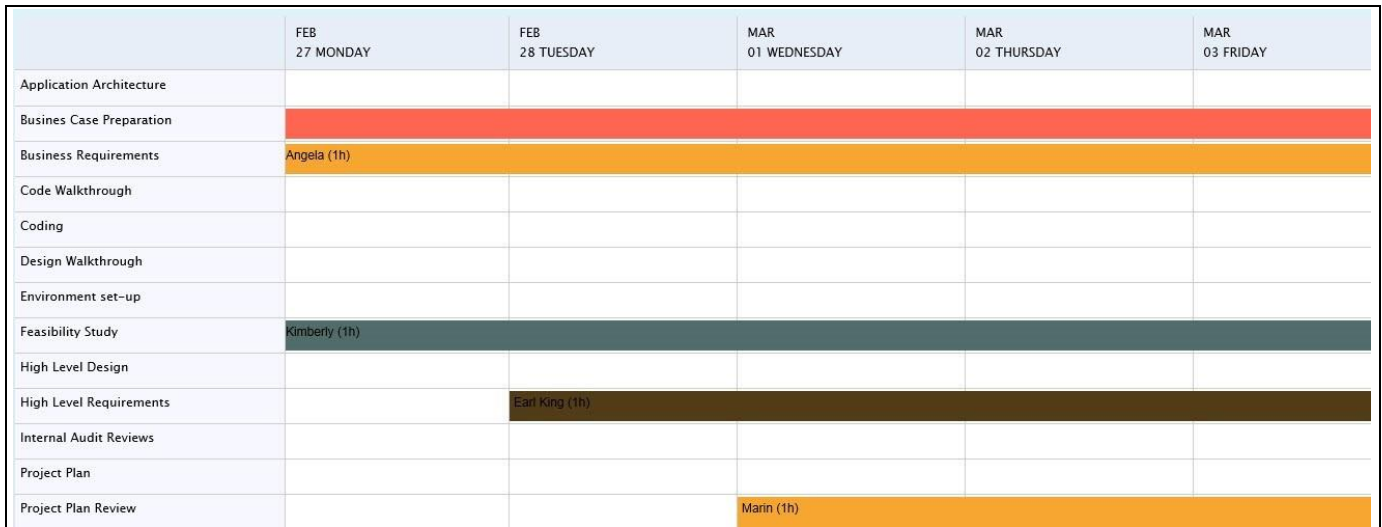 FEB FEB MAR MAR MAR
27 MONDAY 28 TUESDAY 01 WEDNESDAY 02 THURSDAY 03 FRIDAY
Application Architecture
Busines Case Preparation
Business Requirements Angela (1h)
Code Walkthrough
Coding
Design Walkthrough
Environment set-up
Feasibility Study Kimberly (1h)
High Level Design
High Level Requirements Earl King (1h)
Internal Audit Reviews
Project Plan
Project Plan Review Marin (1h)